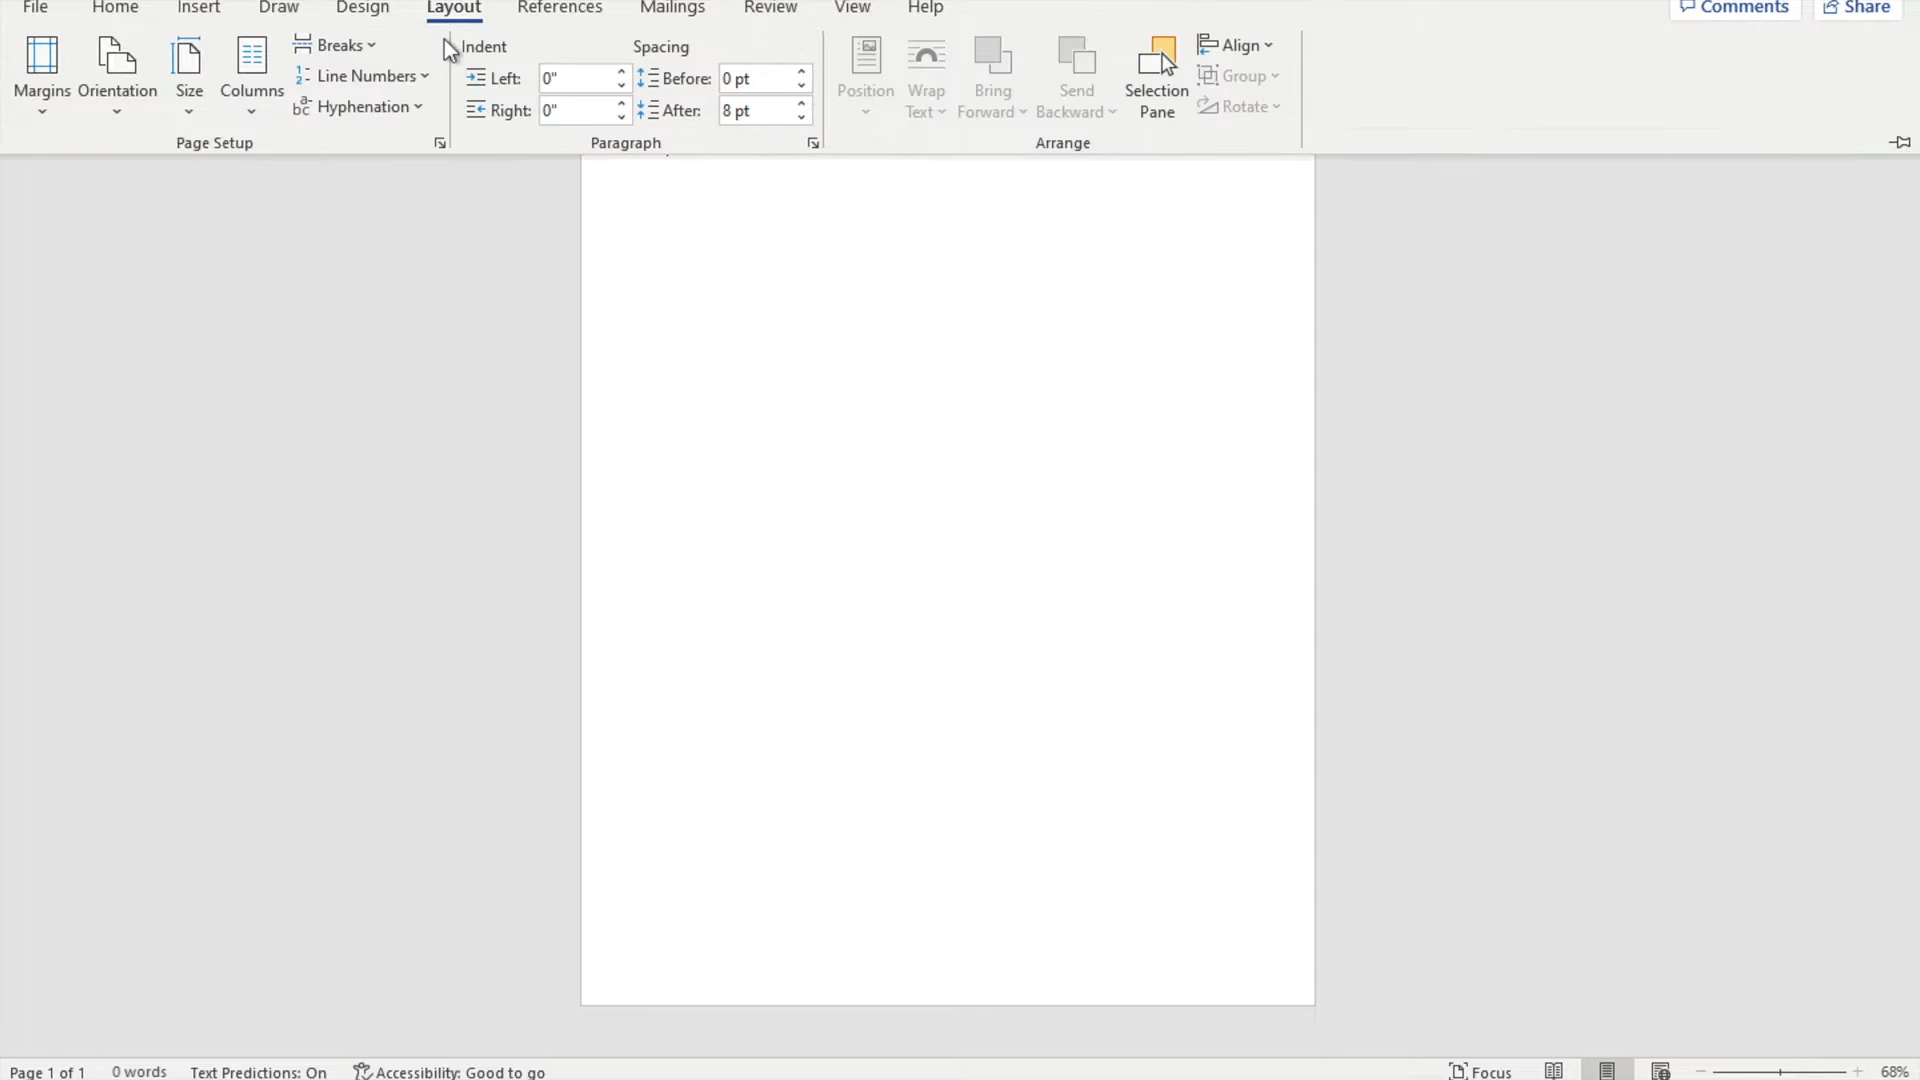 File Home Insert Draw Design Layout References Mailings Review View Help Comments Share
Margins Orientation Size Columns
Breaks
Line Numbers
Hyphenation
Page Setup
Indent Spacing
Left: 0" Before: 0 pt
Right: 0" After: 8 pt
Paragraph
Position Wrap Text Bring Forward Send Backward Selection Pane
Align
Group
Rotate
Arrange
Page 1 of 1 0 words Text Predictions: On Accessibility: Good to go Focus 68%